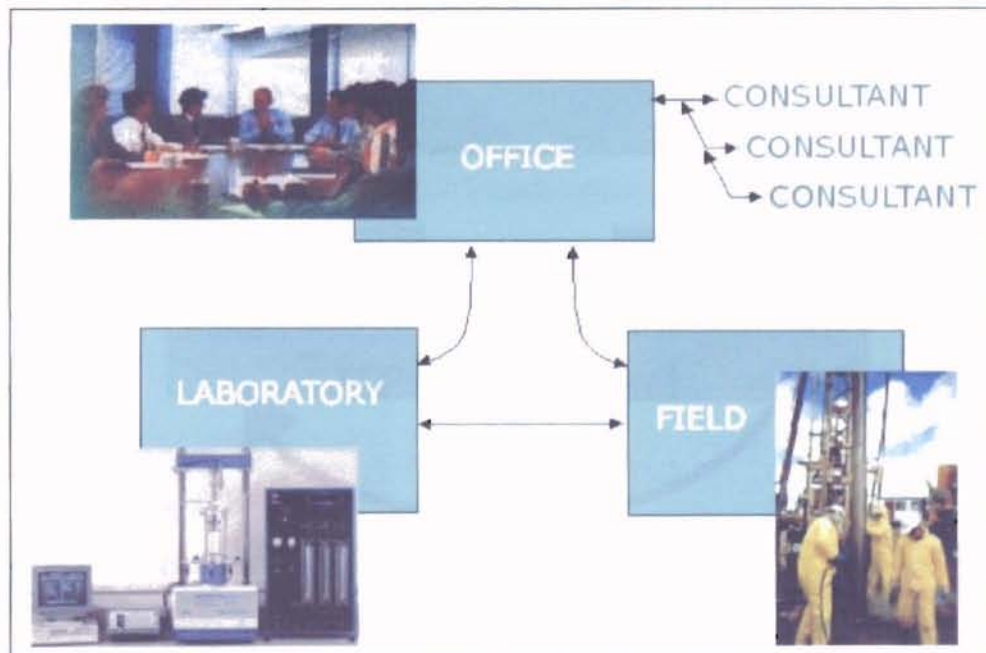 OFFICE
CONSULTANT
CONSULTANT
CONSULTANT
LABORATORY
FIELD